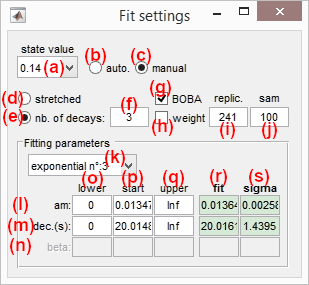 Fit settings
state value
0.14 (a) (b) auto. (c) manual
(d) stretched (g) BOBA replic. sam
(e) nb. of decays: (f) 3 (h) weight 241 100
(i) (j)
Fitting parameters
exponential n°:3 (k)
(o) (p) (q) (r) (s)
lower start upper fit sigma
(l) am: 0 0.01347 Inf 0.01364 0.00258
(m) dec.(s): 0 20.0148 Inf 20.0161 1.4395
(n) beta: